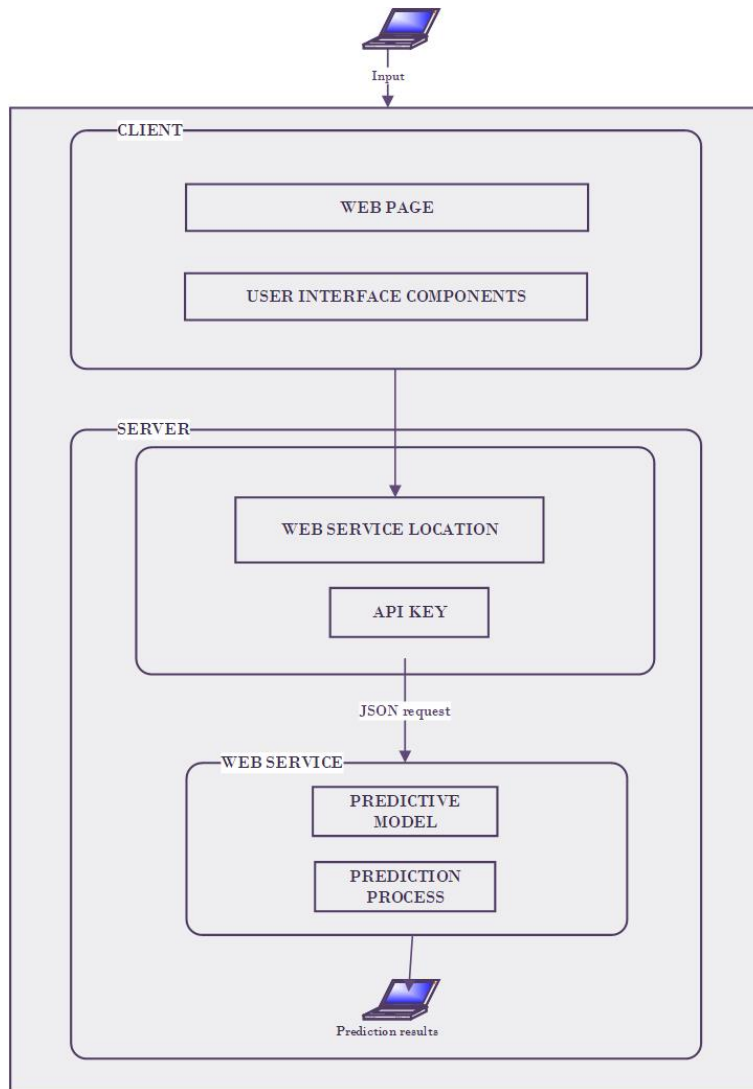 Input
CLIENT
WEB PAGE
USER INTERFACE COMPONENTS
SERVER
WEB SERVICE LOCATION
API KEY
JSON request
WEB SERVICE
PREDICTIVE
MODEL
PREDICTION
PROCESS
Prediction results